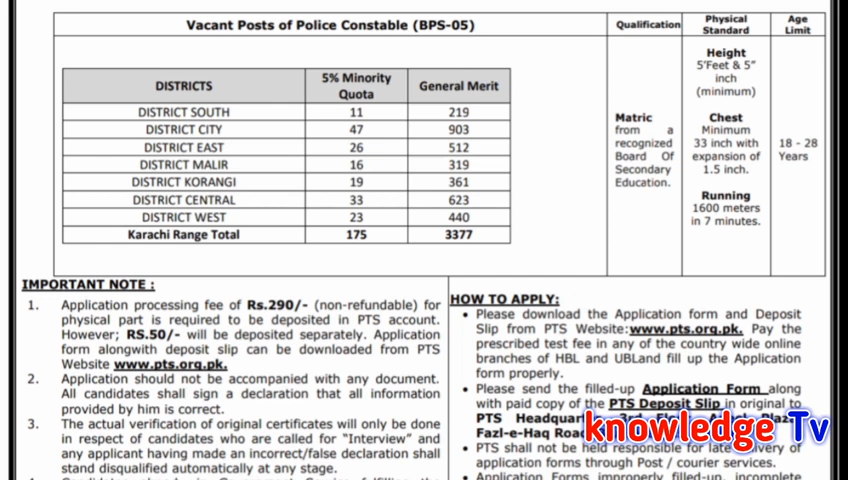 Vacant Posts of Police Constable (BPS-05)
Qualification
Physical
Standard
Age
Limit
DISTRICTS
5% Minority
Quota
General Merit
DISTRICT SOUTH 11 219
DISTRICT CITY 47 903
DISTRICT EAST 26 512
DISTRICT MALIR 16 319
DISTRICT KORANGI 19 361
DISTRICT CENTRAL 33 623
DISTRICT WEST 23 440
Karachi Range Total 175 3377
Matric
from a
recognized
Board Of
Secondary
Education.
Height
5'Feet & 5"
inch
(minimum)
Chest
Minimum
33 inch with
expansion of
1.5 inch.
Running
1600 meters
in 7 minutes.
18 - 28
Years
IMPORTANT NOTE :
1. Application processing fee of Rs.290/- (non-refundable) for
physical part is required to be deposited in PTS account.
However; RS.50/- will be deposited separately. Application
form alongwith deposit slip can be downloaded from PTS
Website www.pts.org.pk.
2. Application should not be accompanied with any document.
All candidates shall sign a declaration that all information
provided by him is correct.
3. The actual verification of original certificates will only be done
in respect of candidates who are called for "Interview" and
any applicant having made an incorrect/false declaration shall
stand disqualified automatically at any stage.
HOW TO APPLY:
• Please download the Application form and Deposit
Slip from PTS Website:www.pts.org.pk. Pay the
prescribed test fee in any of the country wide online
branches of HBL and UBLand fill up the Application
form properly.
• Please send the filled-up Application Form along
with paid copy of the PTS Deposit Slip in original to
PTS Headquart
Fazl-e-Haq Roa
knowledge Tv
• PTS shall not be held responsible for late delivery of
application forms through Post / courier services.
• Application Forms improperly filled-up, incomplete